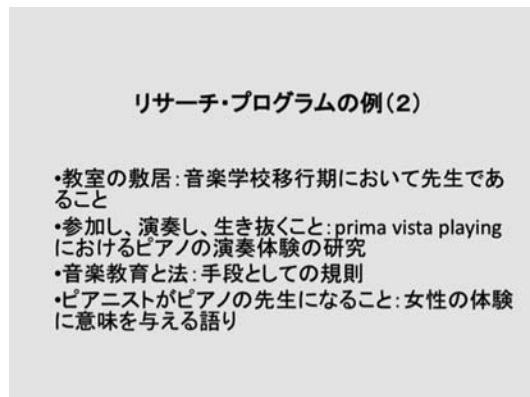 リサーチ・プログラムの例(2)
•教室の敷居:音楽学校移行期において先生であ
ること
•参加し、演奏し、生き抜くこと:prima vista playing
におけるピアノの演奏体験の研究
•音楽教育と法:手段としての規則
•ピアニストがピアノの先生になること:女性の体験
に意味を与える語り